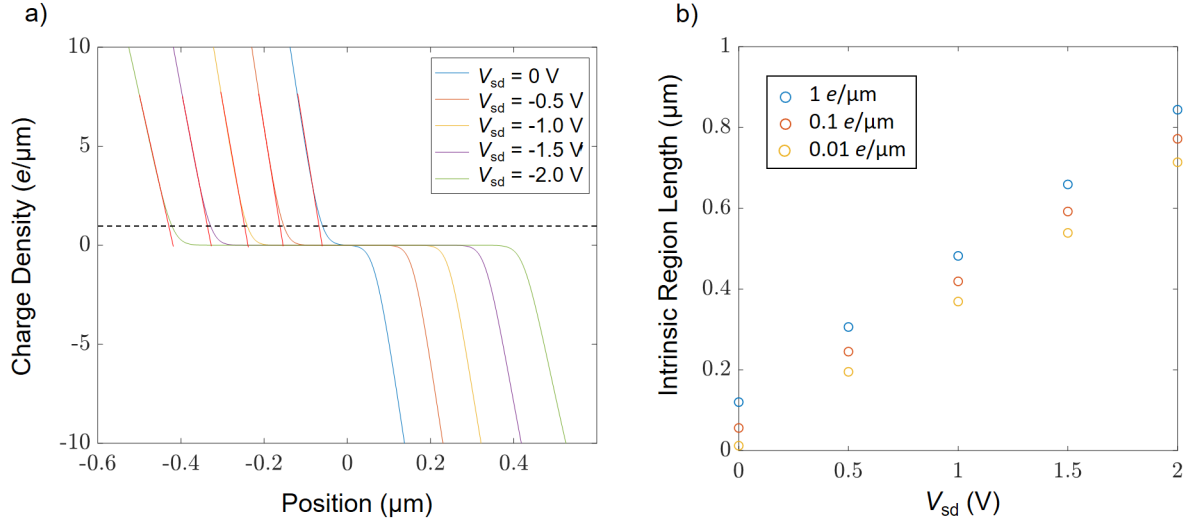 a)
10
5
0
-5
-10
Charge Density (e/μm)
V_sd = 0 V
V_sd = -0.5 V
V_sd = -1.0 V
V_sd = -1.5 V
V_sd = -2.0 V
-0.6 -0.4 -0.2 0 0.2 0.4
Position (μm)
b)
1
0.8
0.6
0.4
0.2
0
Intrinsic Region Length (μm)
1 e/μm
0.1 e/μm
0.01 e/μm
0 0.5 1 1.5 2
V_sd (V)